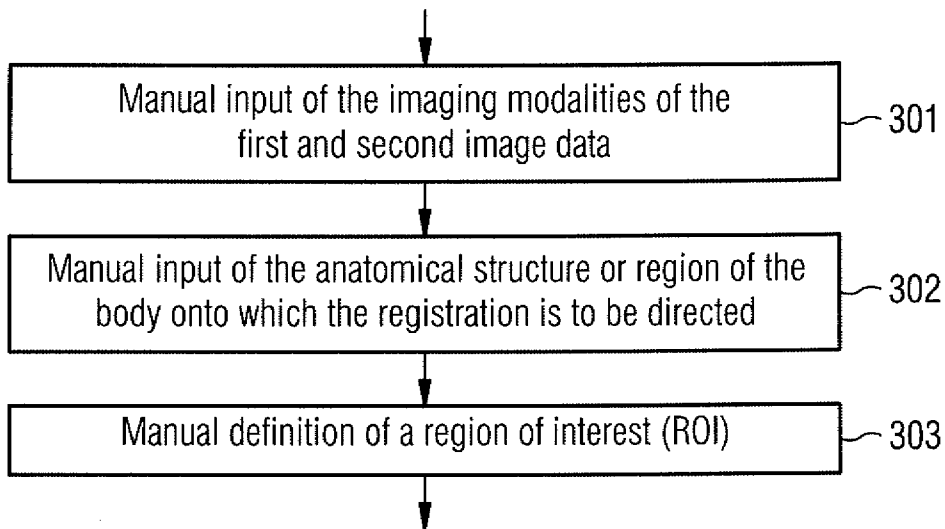 Manual input of the imaging modalities of the
first and second image data
301
Manual input of the anatomical structure or region of the
body onto which the registration is to be directed
302
Manual definition of a region of interest (ROI)
303